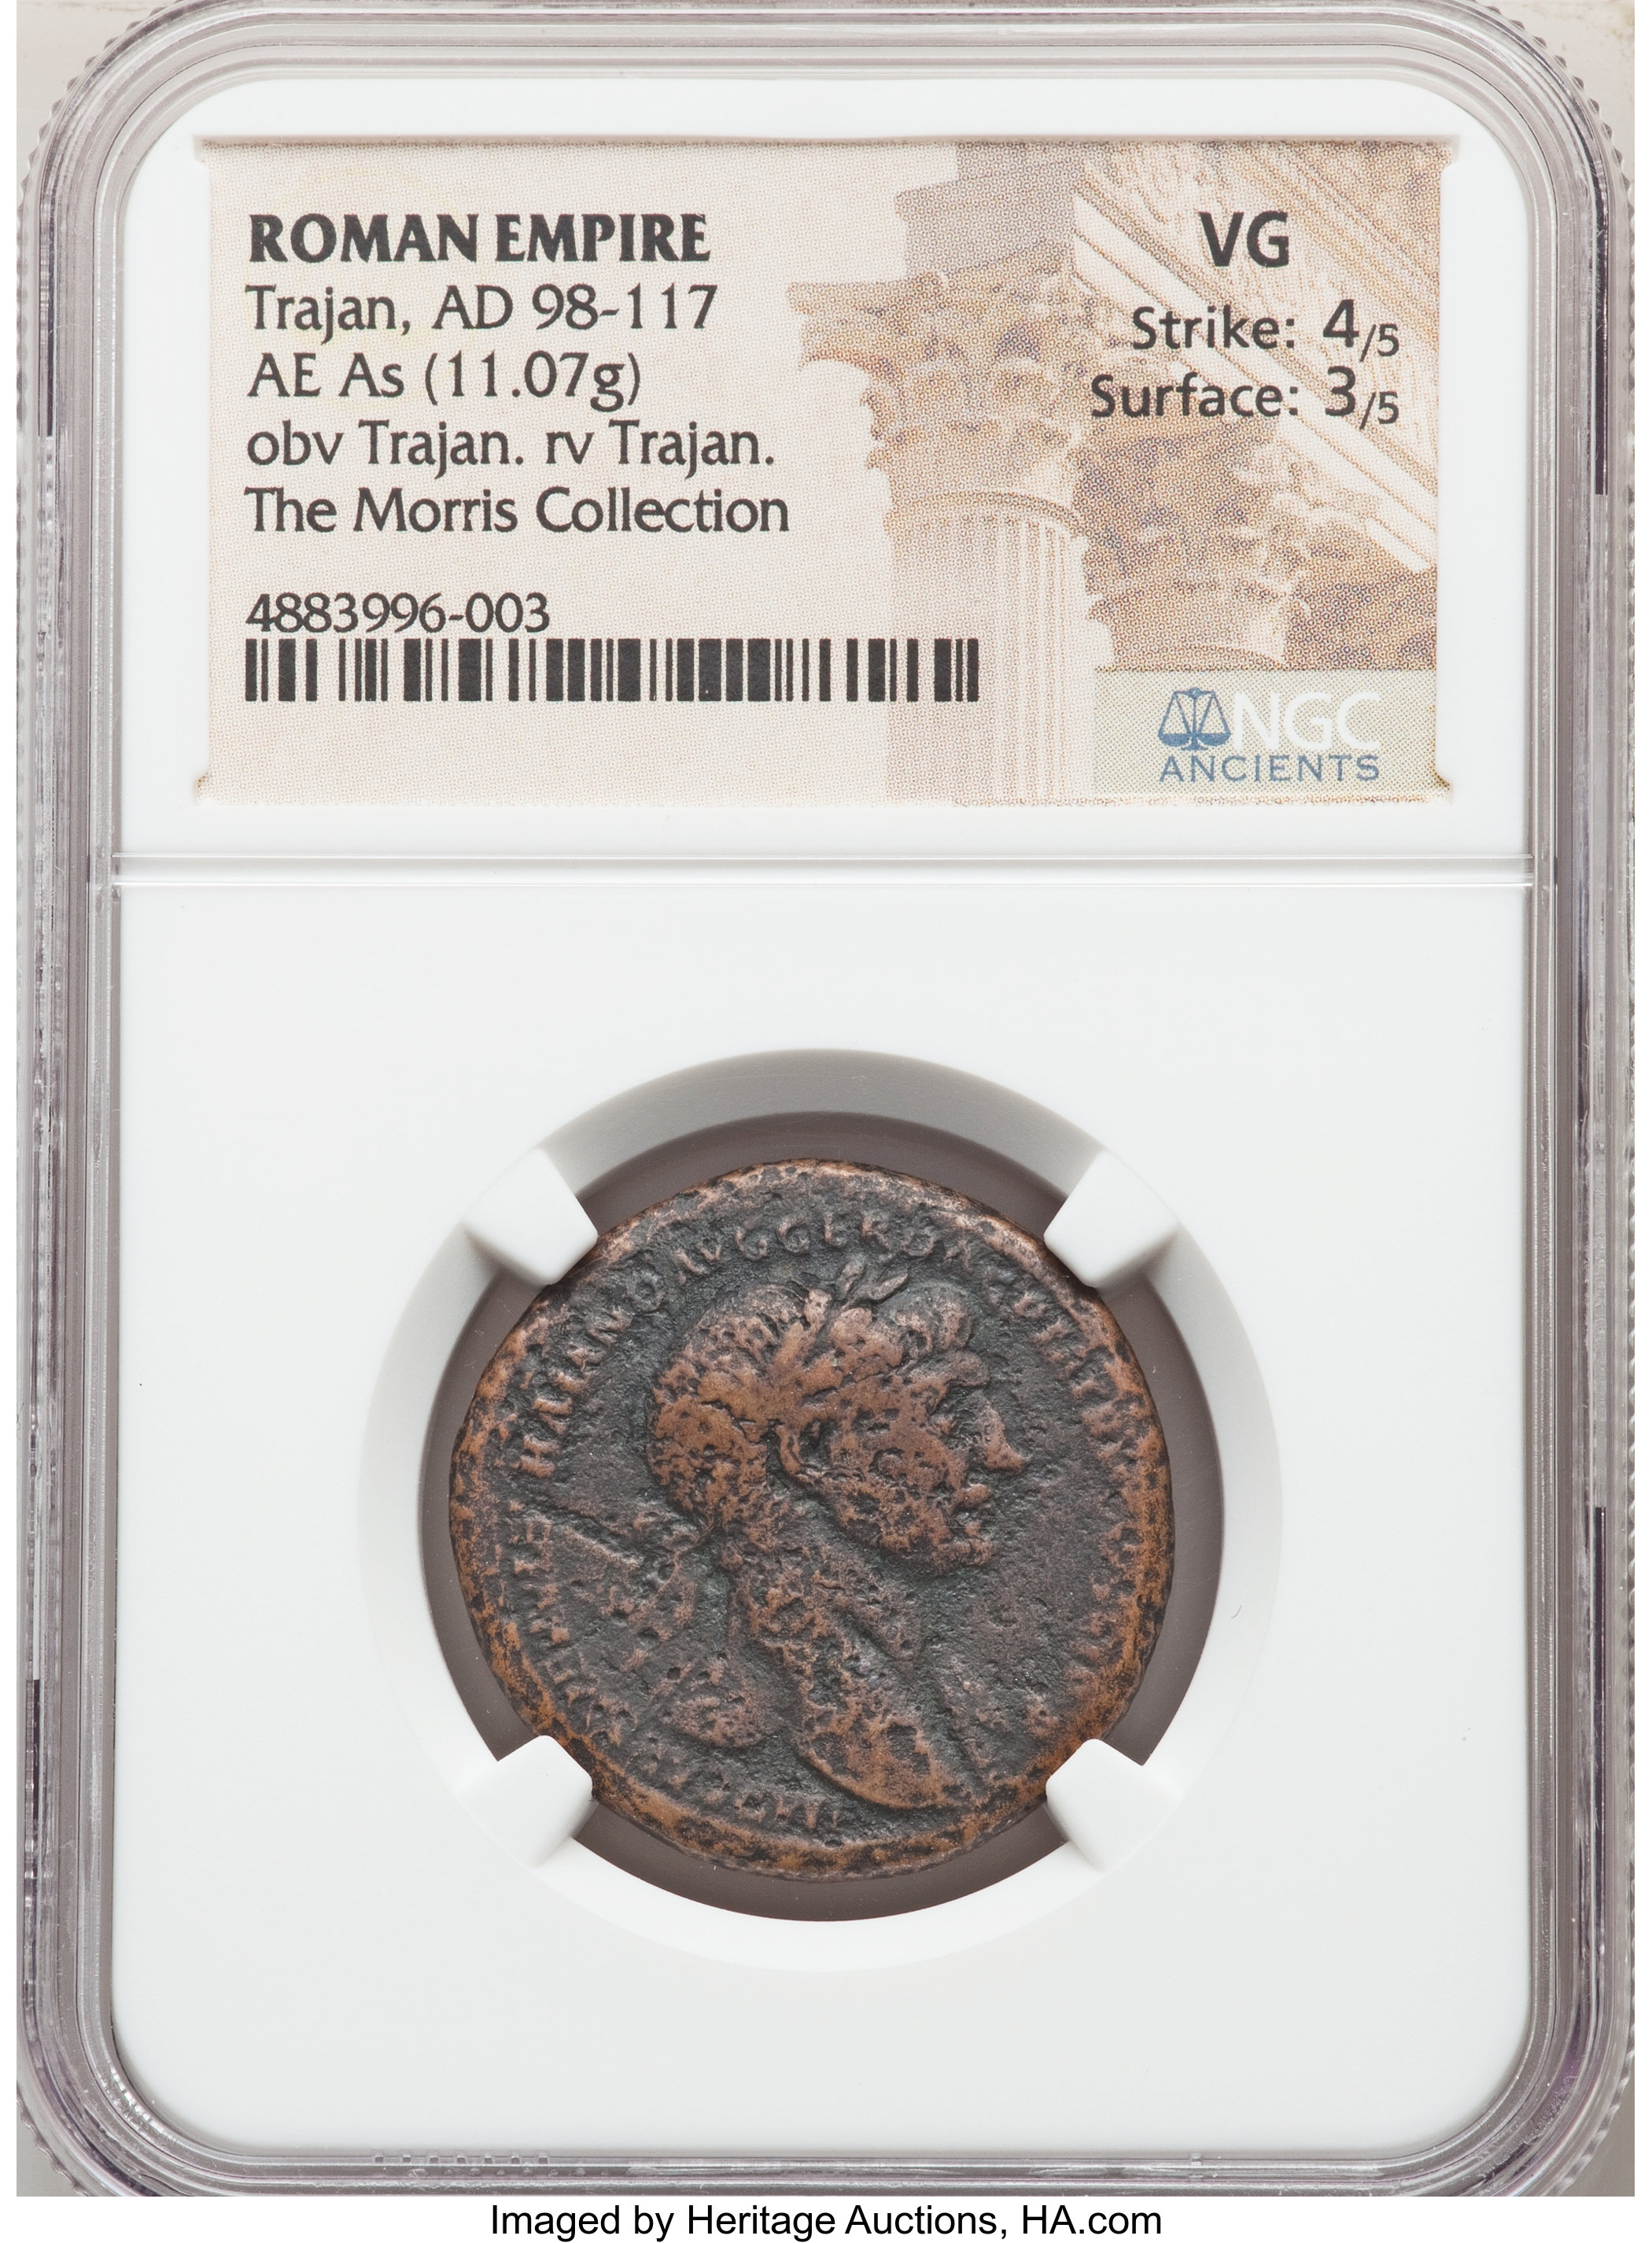 ROMAN EMPIRE
Trajan, AD 98-117
AE As (11.07g)
obv Trajan. rv Trajan.
The Morris Collection
4883996-003
VG
Strike: 4/5
Surface: 3/5
NGC
ANCIENTS
Imaged by Heritage Auctions, HA.com